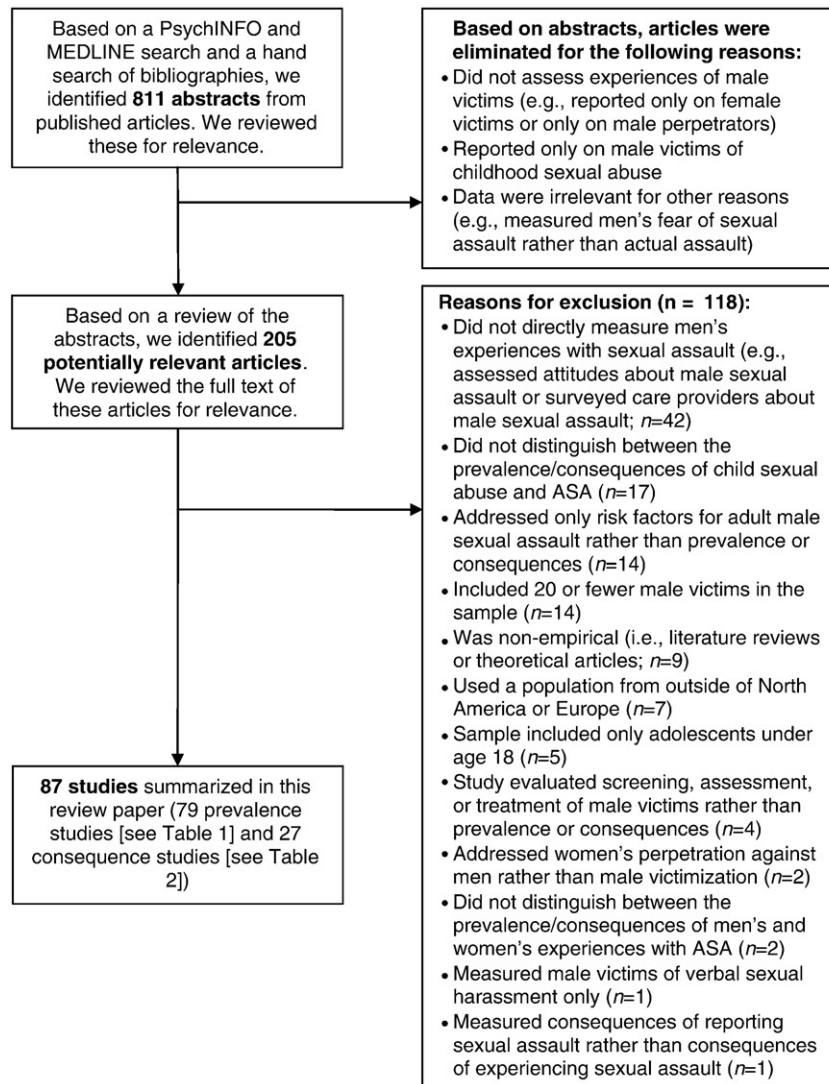 Based on a PsychINFO and
MEDLINE search and a hand
search of bibliographies, we
identified 811 abstracts from
published articles. We reviewed
these for relevance.
Based on abstracts, articles were
eliminated for the following reasons:
• Did not assess experiences of male
victims (e.g., reported only on female
victims or only on male perpetrators)
• Reported only on male victims of
childhood sexual abuse
• Data were irrelevant for other reasons
(e.g., measured men's fear of sexual
assault rather than actual assault)
Based on a review of the
abstracts, we identified 205
potentially relevant articles.
We reviewed the full text of
these articles for relevance.
Reasons for exclusion (n = 118):
• Did not directly measure men's
experiences with sexual assault (e.g.,
assessed attitudes about male sexual
assault or surveyed care providers about
male sexual assault; n=42)
• Did not distinguish between the
prevalence/consequences of child sexual
abuse and ASA (n=17)
• Addressed only risk factors for adult male
sexual assault rather than prevalence or
consequences (n=14)
• Included 20 or fewer male victims in the
sample (n=14)
• Was non-empirical (i.e., literature reviews
or theoretical articles; n=9)
• Used a population from outside of North
America or Europe (n=7)
• Sample included only adolescents under
age 18 (n=5)
• Study evaluated screening, assessment,
or treatment of male victims rather than
prevalence or consequences (n=4)
• Addressed women's perpetration against
men rather than male victimization (n=2)
• Did not distinguish between the
prevalence/consequences of men's and
women's experiences with ASA (n=2)
• Measured male victims of verbal sexual
harassment only (n=1)
• Measured consequences of reporting
sexual assault rather than consequences
of experiencing sexual assault (n=1)
87 studies summarized in this
review paper (79 prevalence
studies [see Table 1] and 27
consequence studies [see Table
2])